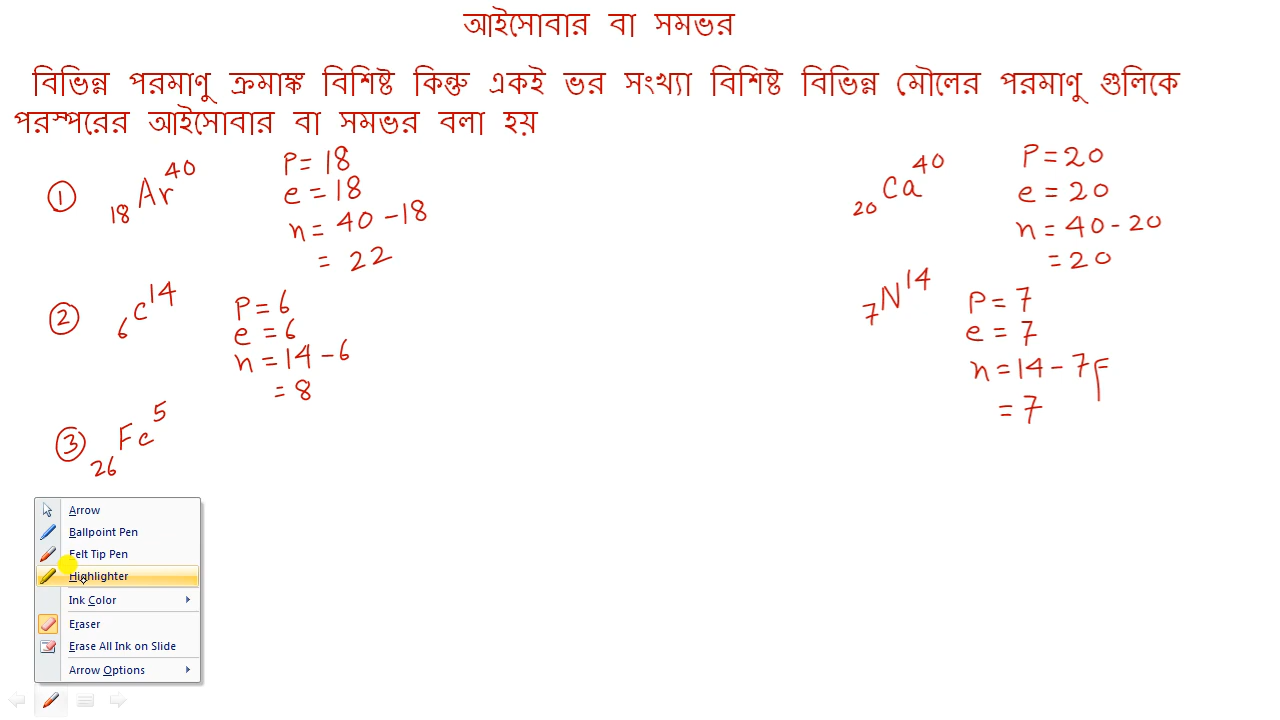 আইসোবার বা সমভর
বিভিন্ন পরমাণু ক্রমাঙ্ক বিশিষ্ট কিন্তু একই ভর সংখ্যা বিশিষ্ট বিভিন্ন মৌলের পরমাণু গুলিকে
পরস্পরের আইসোবার বা সমভর বলা হয়
① ₁₈Ar⁴⁰
P = 18
e = 18
n = 40 - 18
= 22
₂₀Ca⁴⁰
P = 20
e = 20
n = 40 - 20
= 20
② ₆C¹⁴
P = 6
e = 6
n = 14 - 6
= 8
₇N¹⁴
P = 7
e = 7
n = 14 - 7
= 7
③ ₂₆Fe⁵
Arrow
Ballpoint Pen
Felt Tip Pen
Highlighter
Ink Color
Eraser
Erase All Ink on Slide
Arrow Options